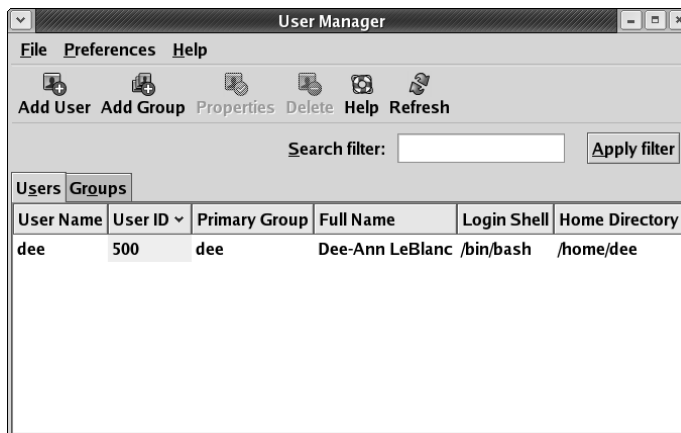 User Manager
File Preferences Help
Add User Add Group Properties Delete Help Refresh
Search filter: Apply filter
Users Groups
User Name User ID Primary Group Full Name Login Shell Home Directory
dee 500 dee Dee-Ann LeBlanc /bin/bash /home/dee